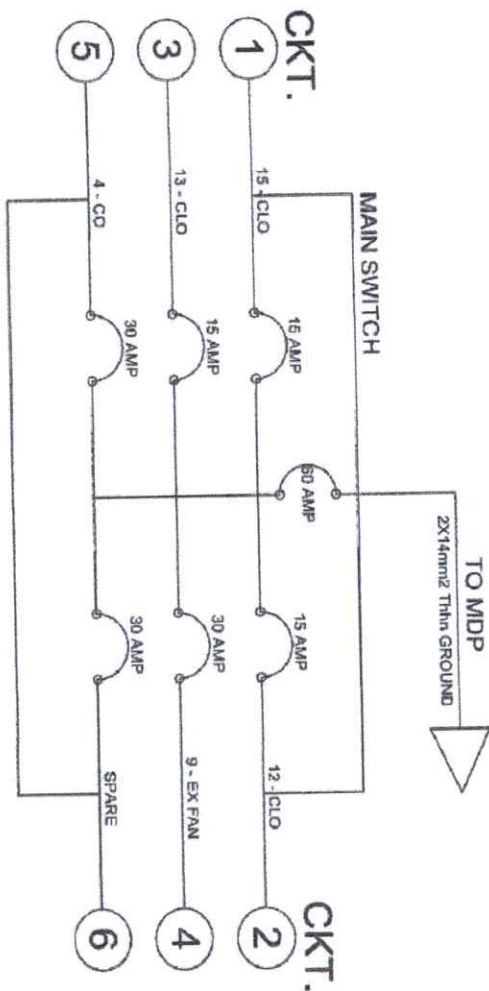 TO MDP
2X14mm2 Thhn GROUND
MAIN SWITCH
60 AMP
CKT.
CKT.
1
15 - CLO
15 AMP
15 AMP
12 - CLO
2
3
13 - CLO
15 AMP
30 AMP
9 - EX FAN
4
5
4 - CO
30 AMP
30 AMP
SPARE
6